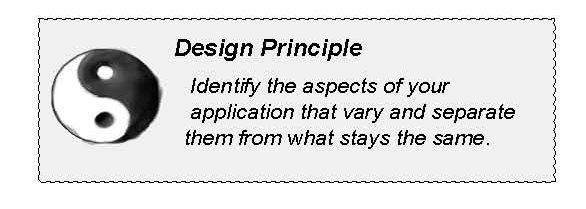 Design Principle
Identify the aspects of your
application that vary and separate
them from what stays the same.